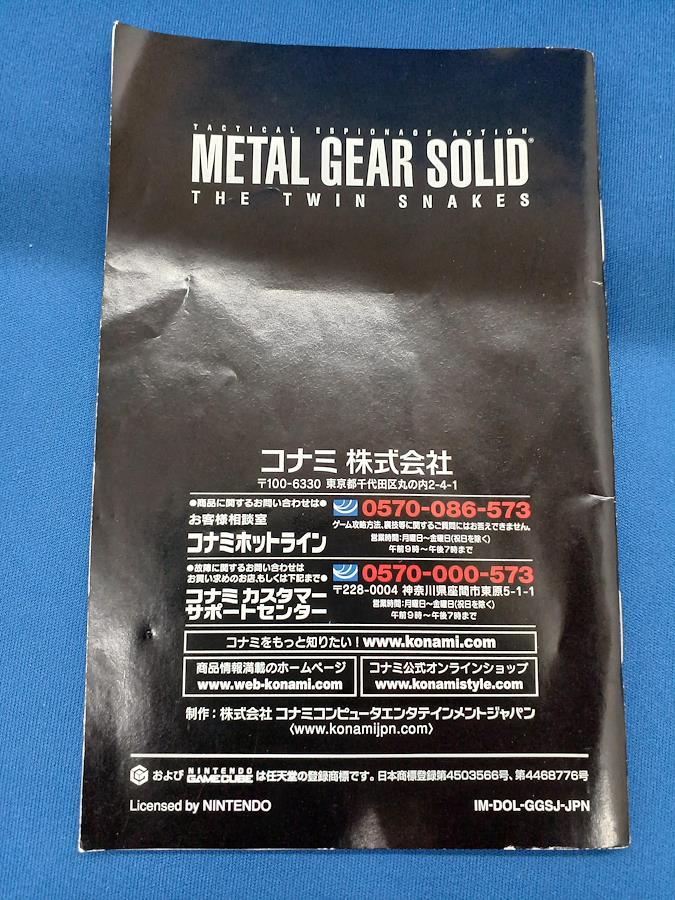 TACTICAL ESPIONAGE ACTION
METAL GEAR SOLID®
THE TWIN SNAKES
コナミ 株式会社
〒100-6330 東京都千代田区丸の内2-4-1
●商品に関するお問い合わせは●
お客様相談室
コナミホットライン
0570-086-573
ゲーム攻略方法、裏技等に関するご質問にはお答えできません。
営業時間:月曜日〜金曜日(祝日を除く)
午前9時〜午後7時まで
●故障に関するお問い合わせは
お買い求めのお店、もしくは下記まで●
コナミ カスタマー
サポートセンター
0570-000-573
〒228-0004 神奈川県座間市東原5-1-1
営業時間:月曜日〜金曜日(祝日を除く)
午前9時〜午後7時まで
コナミをもっと知りたい!www.konami.com
商品情報満載のホームページ
www.web-konami.com
コナミ公式オンラインショップ
www.konamistyle.com
制作:株式会社 コナミコンピュータエンタテインメントジャパン
〈www.konamijpn.com〉
および NINTENDO GAMECUBE は任天堂の登録商標です。日本商標登録第4503566号、第4468776号
Licensed by NINTENDO
IM-DOL-GGSJ-JPN